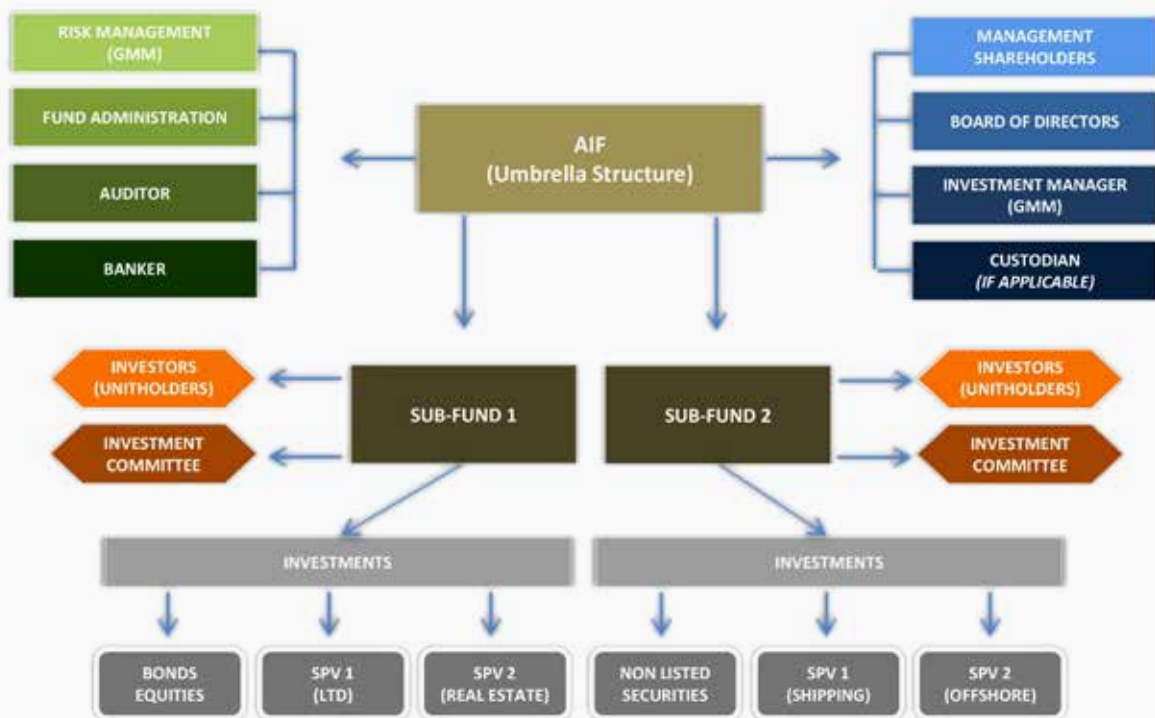 RISK MANAGEMENT
(GMM)
FUND ADMINISTRATION
AUDITOR
BANKER
AIF
(Umbrella Structure)
MANAGEMENT
SHAREHOLDERS
BOARD OF DIRECTORS
INVESTMENT MANAGER
(GMM)
CUSTODIAN
(IF APPLICABLE)
INVESTORS
(UNITHOLDERS)
INVESTMENT
COMMITTEE
SUB-FUND 1
SUB-FUND 2
INVESTORS
(UNITHOLDERS)
INVESTMENT
COMMITTEE
INVESTMENTS
INVESTMENTS
BONDS
EQUITIES
SPV 1
(LTD)
SPV 2
(REAL ESTATE)
NON LISTED
SECURITIES
SPV 1
(SHIPPING)
SPV 2
(OFFSHORE)